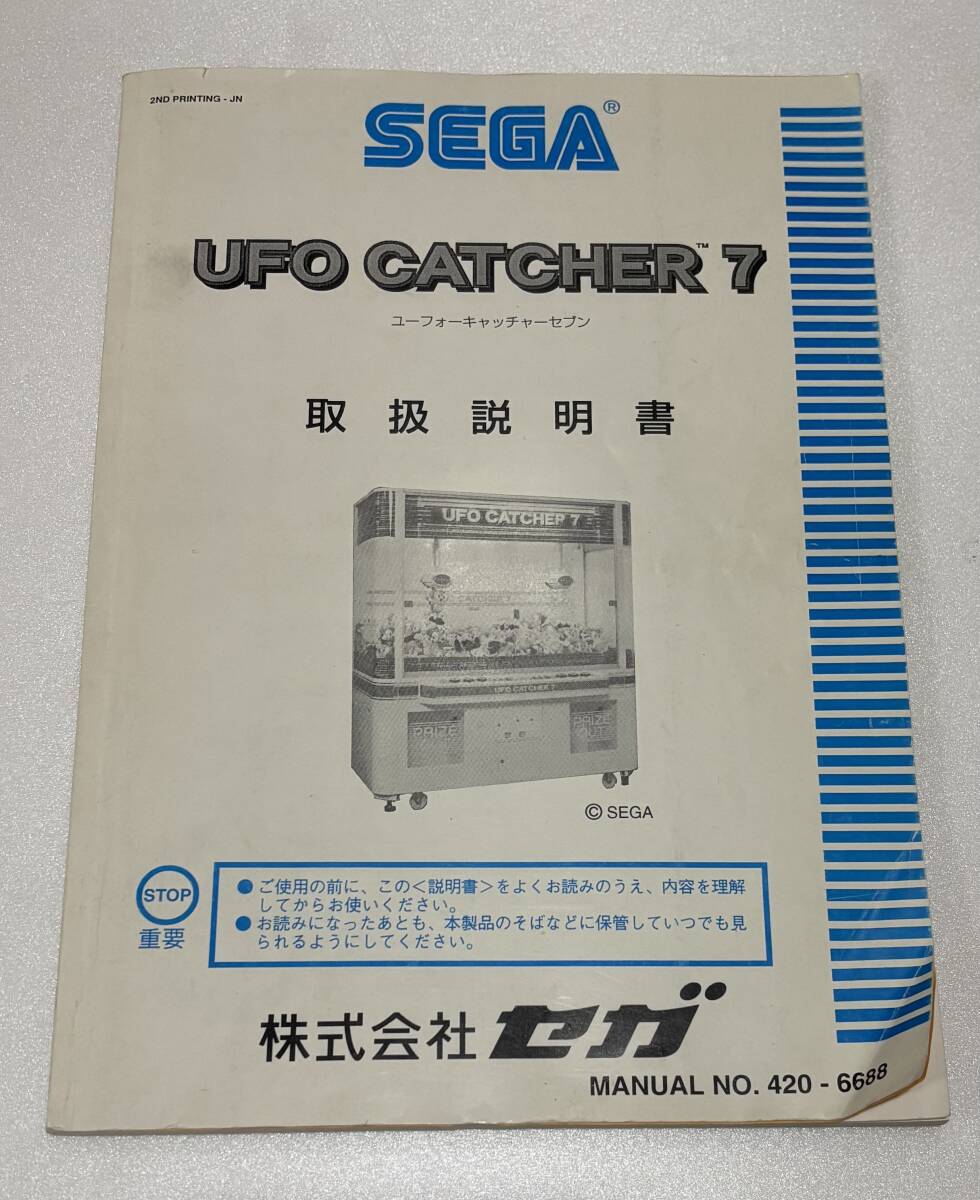 2ND PRINTING - JN
SEGA®
UFO CATCHER™ 7
ユーフォーキャッチャーセブン
取扱説明書
UFO CATCHER 7
CATCHER 7
UFO CATCHER 7
PRIZE
PRIZE
OUT
© SEGA
STOP
重要
● ご使用の前に、この＜説明書＞をよくお読みのうえ、内容を理解
してからお使いください。
● お読みになったあとも、本製品のそばなどに保管していつでも見
られるようにしてください。
株式会社セガ
MANUAL NO. 420 - 6688